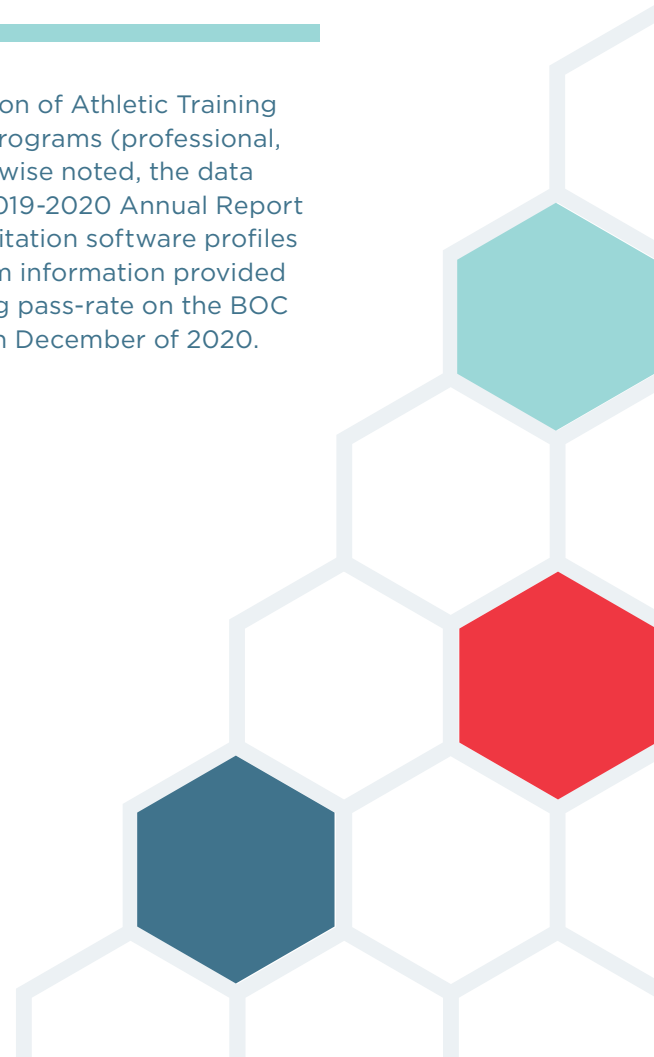 on of Athletic Training
rograms (professional,
wise noted, the data
019-2020 Annual Report
itation software profiles
m information provided
g pass-rate on the BOC
n December of 2020.